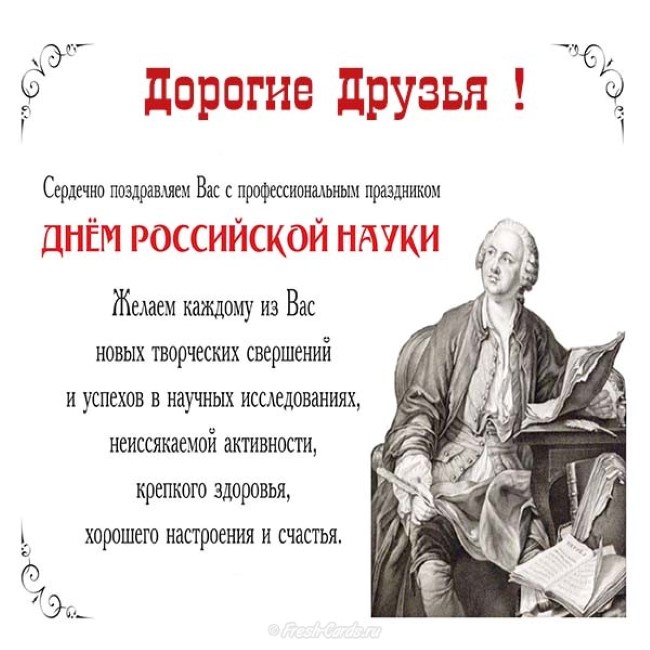 Дорогие Друзья !
Сердечно поздравляем Вас с профессиональным праздником
ДНЁМ РОССИЙСКОЙ НАУКИ
Желаем каждому из Вас
новых творческих свершений
и успехов в научных исследованиях,
неиссякаемой активности,
крепкого здоровья,
хорошего настроения и счастья.
© Fresh-Cards.ru